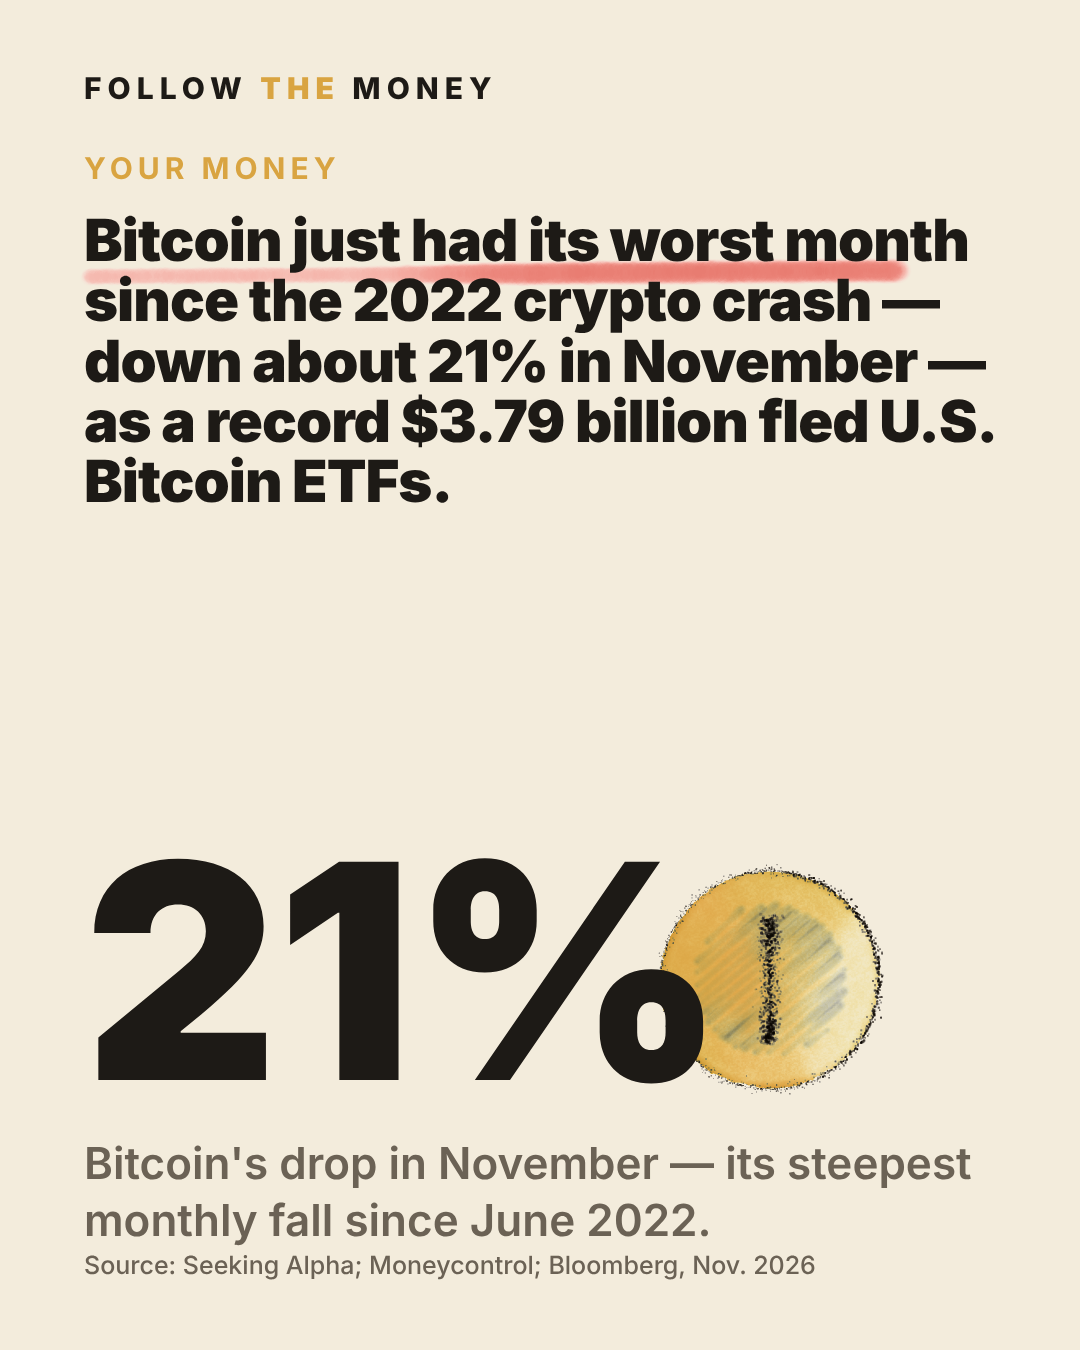 FOLLOW THE MONEY
YOUR MONEY
Bitcoin just had its worst month
since the 2022 crypto crash —
down about 21% in November —
as a record $3.79 billion fled U.S.
Bitcoin ETFs.
21%
Bitcoin's drop in November — its steepest
monthly fall since June 2022.
Source: Seeking Alpha; Moneycontrol; Bloomberg, Nov. 2026